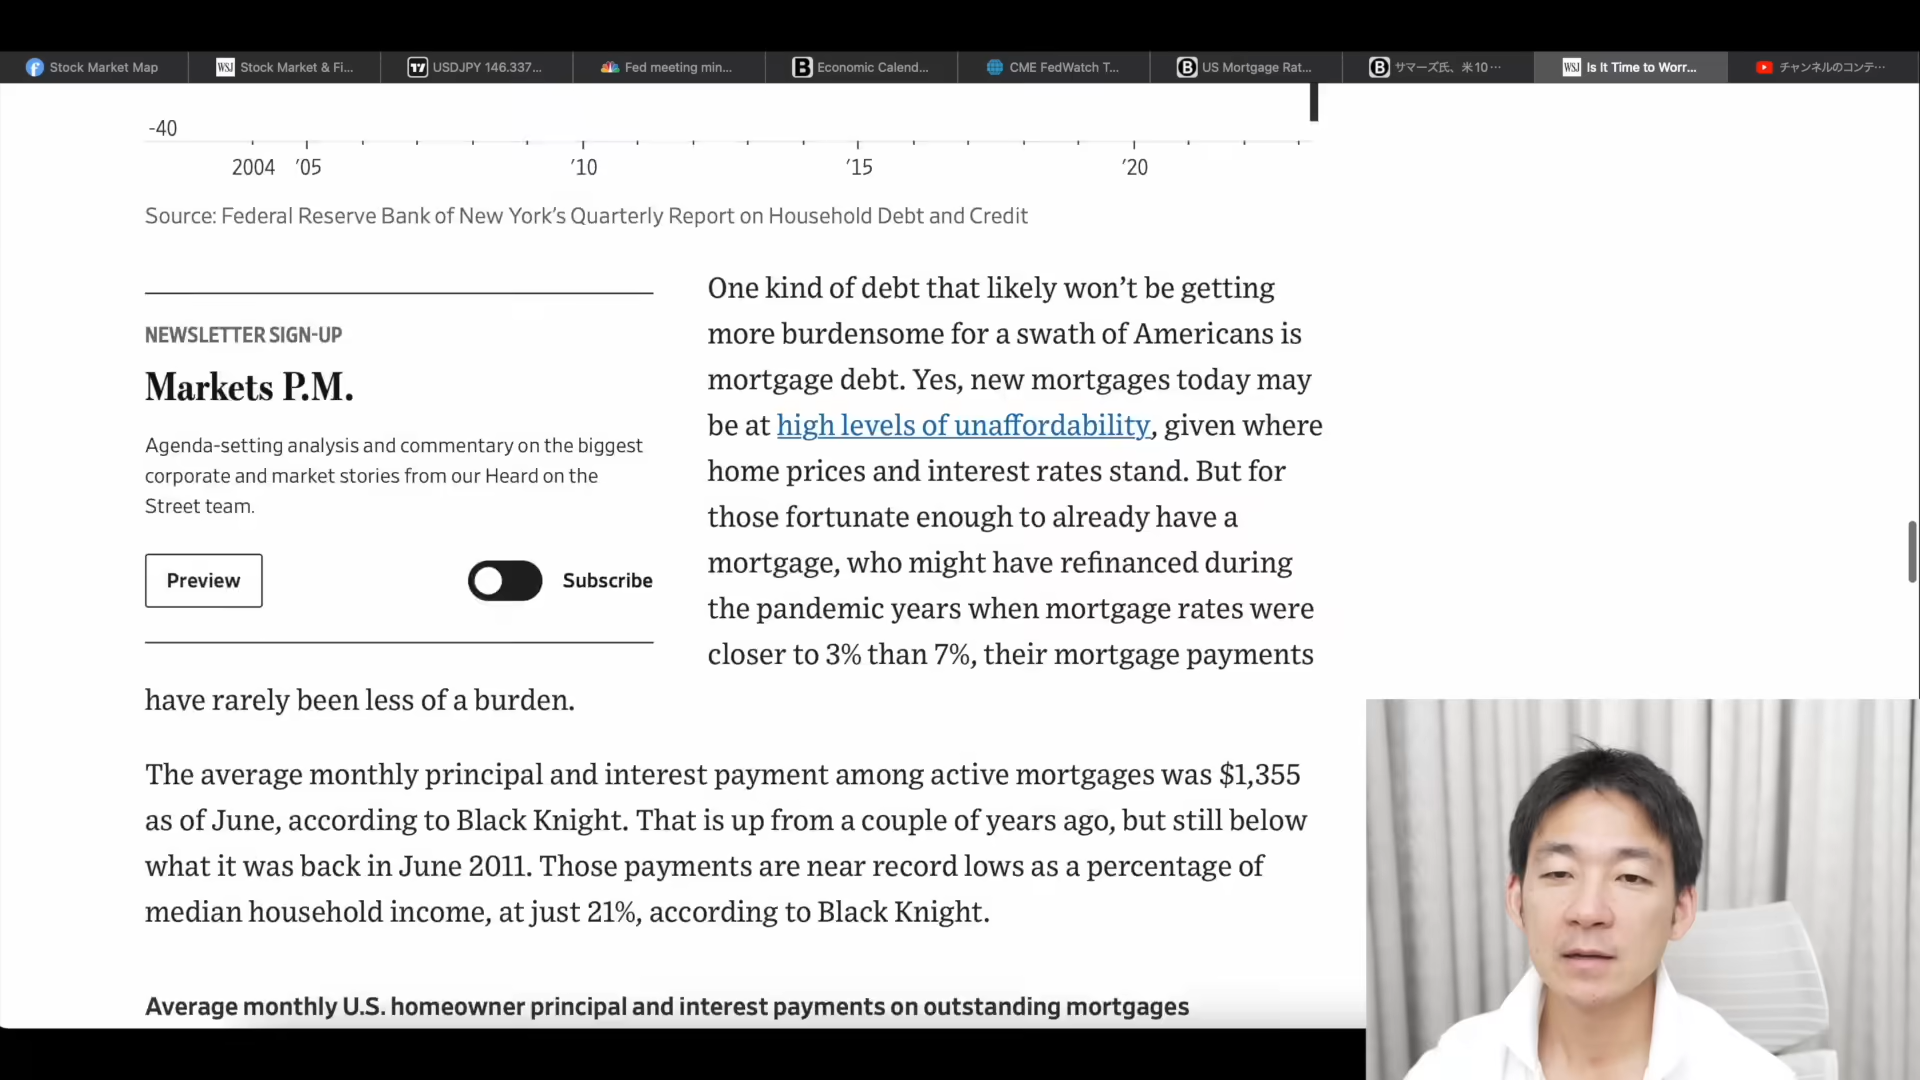 Stock Market Map
WSJ Stock Market & Fi...
USDJPY 146.337...
Fed meeting min...
B Economic Calend...
CME FedWatch T...
B US Mortgage Rat...
B サマーズ氏、米10…
WSJ Is It Time to Worr...
チャンネルのコンテ…
-40
2004 ’05 ’10 ’15 ’20
Source: Federal Reserve Bank of New York’s Quarterly Report on Household Debt and Credit
NEWSLETTER SIGN-UP
Markets P.M.
Agenda-setting analysis and commentary on the biggest
corporate and market stories from our Heard on the
Street team.
Preview
Subscribe
One kind of debt that likely won’t be getting
more burdensome for a swath of Americans is
mortgage debt. Yes, new mortgages today may
be at high levels of unaffordability, given where
home prices and interest rates stand. But for
those fortunate enough to already have a
mortgage, who might have refinanced during
the pandemic years when mortgage rates were
closer to 3% than 7%, their mortgage payments
have rarely been less of a burden.
The average monthly principal and interest payment among active mortgages was $1,355
as of June, according to Black Knight. That is up from a couple of years ago, but still below
what it was back in June 2011. Those payments are near record lows as a percentage of
median household income, at just 21%, according to Black Knight.
Average monthly U.S. homeowner principal and interest payments on outstanding mortgages